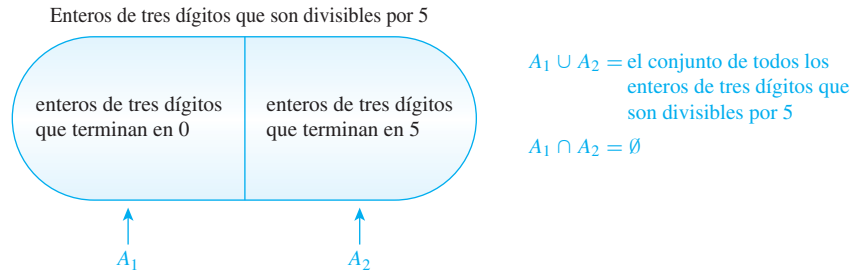 Enteros de tres dígitos que son divisibles por 5
enteros de tres dígitos
que terminan en 0
enteros de tres dígitos
que terminan en 5
A₁
A₂
A₁ ∪ A₂ = el conjunto de todos los
enteros de tres dígitos que
son divisibles por 5
A₁ ∩ A₂ = ∅